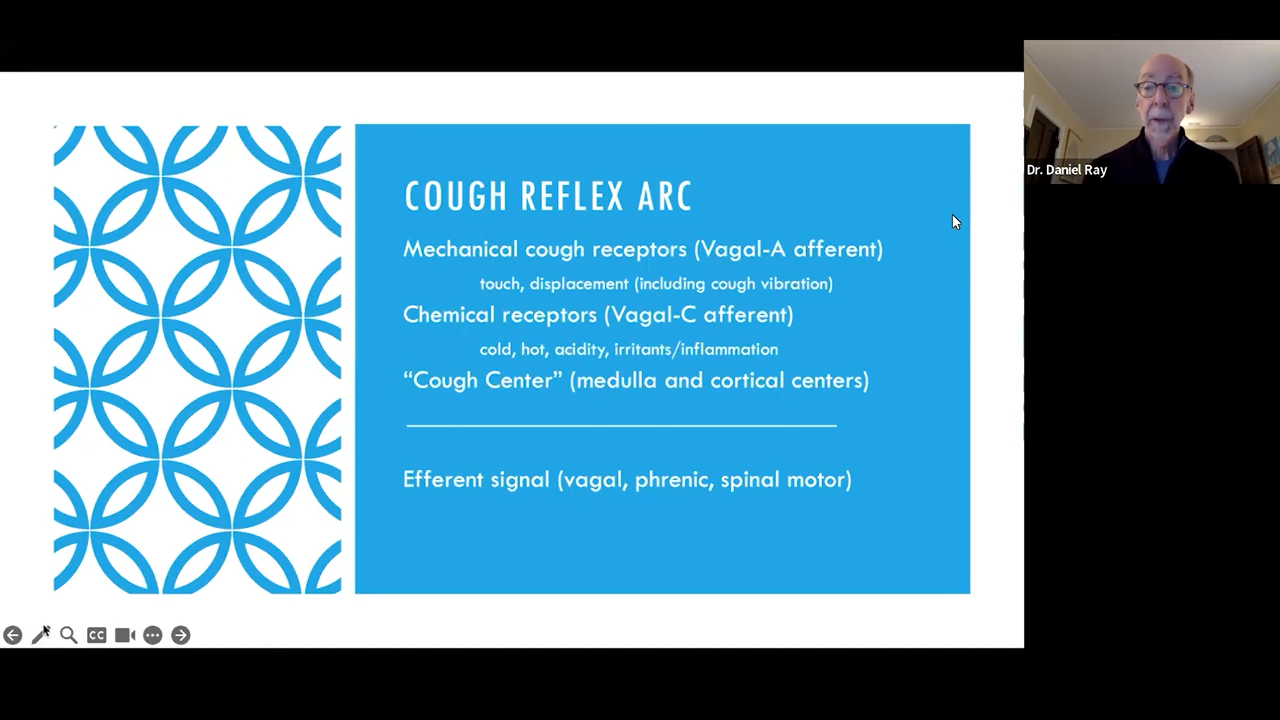 COUGH REFLEX ARC
Mechanical cough receptors (Vagal-A afferent)
touch, displacement (including cough vibration)
Chemical receptors (Vagal-C afferent)
cold, hot, acidity, irritants/inflammation
“Cough Center” (medulla and cortical centers)
Efferent signal (vagal, phrenic, spinal motor)
Dr. Daniel Ray
CC